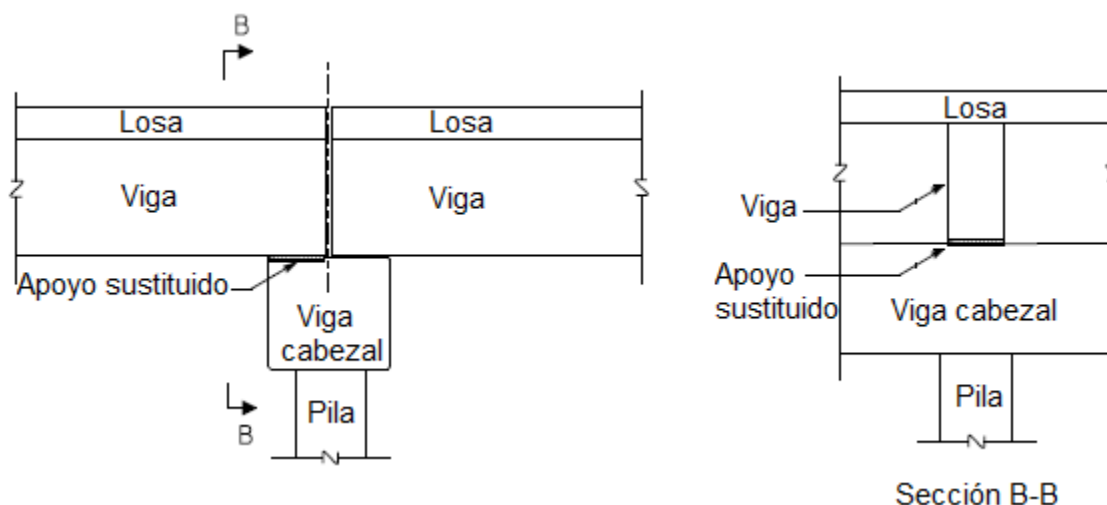 B
Losa
Losa
Viga
Viga
Apoyo sustituido
Viga
cabezal
B
Pila
Losa
Viga
Apoyo
sustituido
Viga cabezal
Pila
Sección B-B